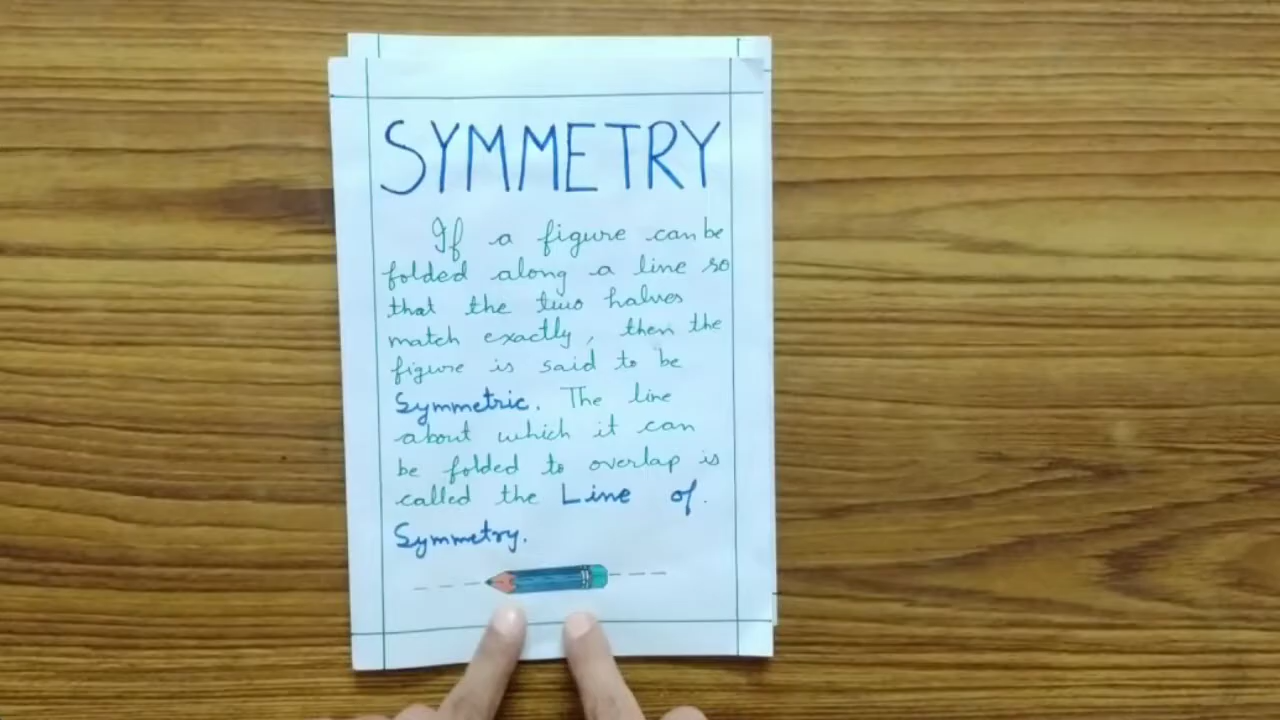 SYMMETRY
If a figure can be
folded along a line so
that the two halves
match exactly, then the
figure is said to be
Symmetric. The line
about which it can
be folded to overlap is
called the Line of.
Symmetry.